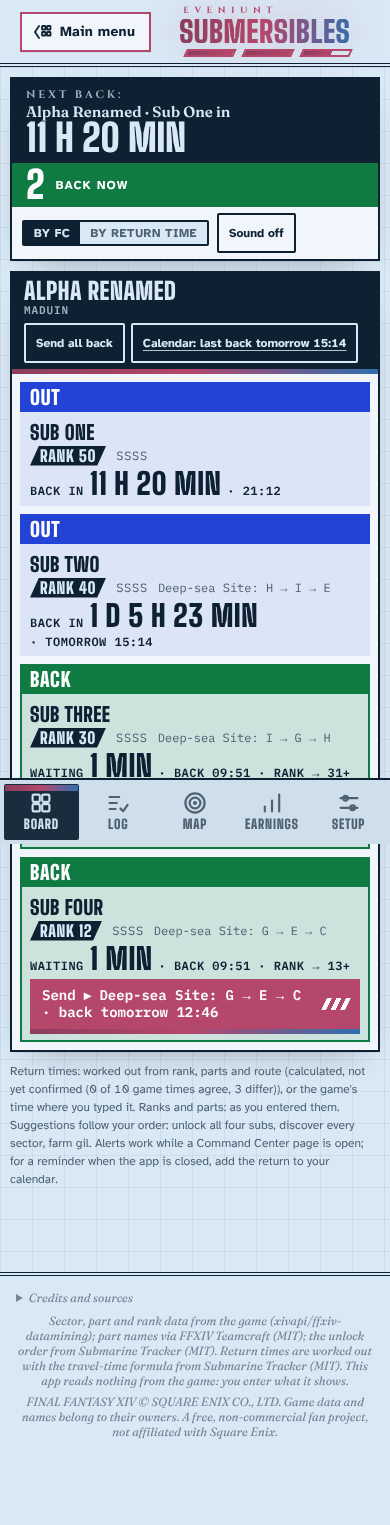 Main menu
EVENIUNT
SUBMERSIBLES
NEXT BACK:
Alpha Renamed · Sub One in
11 H 20 MIN
2 BACK NOW
BY FC BY RETURN TIME Sound off
ALPHA RENAMED
MADUIN
Send all back Calendar: last back tomorrow 15:14
OUT
SUB ONE
RANK 50 SSSS
BACK IN 11 H 20 MIN · 21:12
OUT
SUB TWO
RANK 40 SSSS Deep-sea Site: H → I → E
BACK IN 1 D 5 H 23 MIN
· TOMORROW 15:14
BACK
SUB THREE
RANK 30 SSSS Deep-sea Site: I → G → H
WAITING 1 MIN · BACK 09:51 · RANK → 31+
BOARD LOG MAP EARNINGS SETUP
BACK
SUB FOUR
RANK 12 SSSS Deep-sea Site: G → E → C
WAITING 1 MIN · BACK 09:51 · RANK → 13+
Send ▶ Deep-sea Site: G → E → C
· back tomorrow 12:46
Return times: worked out from rank, parts and route (calculated, not
yet confirmed (0 of 10 game times agree, 3 differ)), or the game's
time where you typed it. Ranks and parts: as you entered them.
Suggestions follow your order: unlock all four subs, discover every
sector, farm gil. Alerts work while a Command Center page is open;
for a reminder when the app is closed, add the return to your
calendar.
▶ Credits and sources
Sector, part and rank data from the game (xivapi/ffxiv-
datamining); part names via FFXIV Teamcraft (MIT); the unlock
order from Submarine Tracker (MIT). Return times are worked out
with the travel-time formula from Submarine Tracker (MIT). This
app reads nothing from the game: you enter what it shows.
FINAL FANTASY XIV © SQUARE ENIX CO., LTD. Game data and
names belong to their owners. A free, non-commercial fan project,
not affiliated with Square Enix.